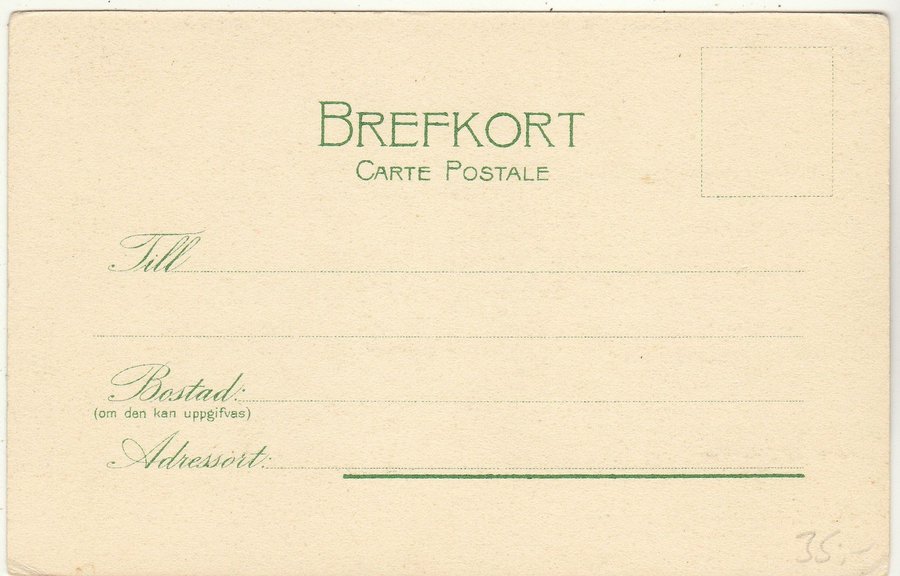 BREFKORT
CARTE POSTALE
Till
Bostad:
(om den kan uppgifvas)
Adressort:
35:-